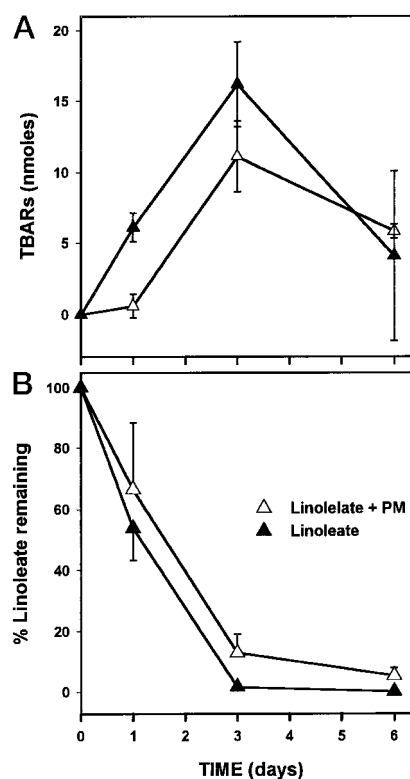 A
20
15
10
5
0
TBARs (nmoles)
B
100
80
60
40
20
0
% Linoleate remaining
Linolelate + PM
Linoleate
0 1 2 3 4 5 6
TIME (days)